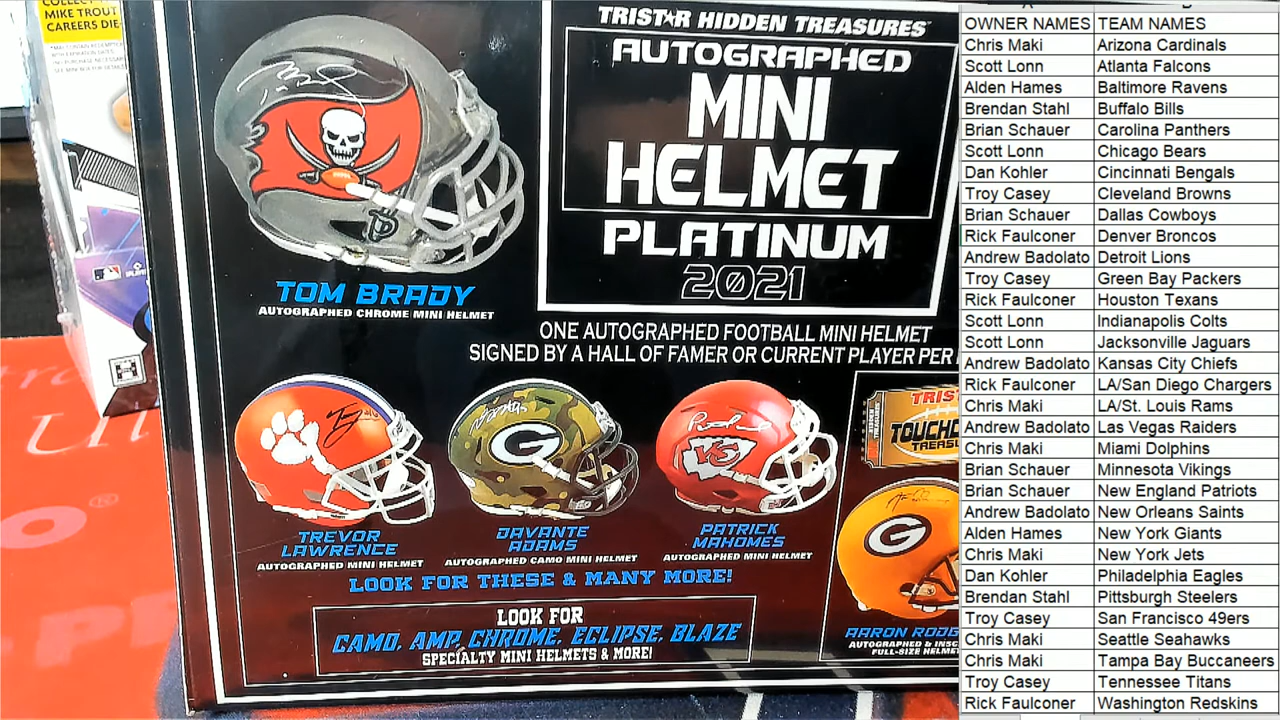 COLLECT
MIKE TROUT
CAREERS DIE
TRISTAR HIDDEN TREASURES
AUTOGRAPHED
MINI
HELMET
PLATINUM
2021
TOM BRADY
AUTOGRAPHED CHROME MINI HELMET
ONE AUTOGRAPHED FOOTBALL MINI HELMET
SIGNED BY A HALL OF FAMER OR CURRENT PLAYER PER
TREVOR
LAWRENCE
AUTOGRAPHED MINI HELMET
DAVANTE
ADAMS
AUTOGRAPHED CAMO MINI HELMET
PATRICK
MAHOMES
AUTOGRAPHED MINI HELMET
LOOK FOR THESE & MANY MORE!
LOOK FOR
CAMO, AMP, CHROME, ECLIPSE, BLAZE
SPECIALTY MINI HELMETS & MORE!
TRIST
TOUCHD
TREASU
G
G
KC
AARON RODG
AUTOGRAPHED & INSC
FULL-SIZE HELME
OWNER NAMES TEAM NAMES
Chris Maki Arizona Cardinals
Scott Lonn Atlanta Falcons
Alden Hames Baltimore Ravens
Brendan Stahl Buffalo Bills
Brian Schauer Carolina Panthers
Scott Lonn Chicago Bears
Dan Kohler Cincinnati Bengals
Troy Casey Cleveland Browns
Brian Schauer Dallas Cowboys
Rick Faulconer Denver Broncos
Andrew Badolato Detroit Lions
Troy Casey Green Bay Packers
Rick Faulconer Houston Texans
Scott Lonn Indianapolis Colts
Scott Lonn Jacksonville Jaguars
Andrew Badolato Kansas City Chiefs
Rick Faulconer LA/San Diego Chargers
Chris Maki LA/St. Louis Rams
Andrew Badolato Las Vegas Raiders
Chris Maki Miami Dolphins
Brian Schauer Minnesota Vikings
Brian Schauer New England Patriots
Andrew Badolato New Orleans Saints
Alden Hames New York Giants
Chris Maki New York Jets
Dan Kohler Philadelphia Eagles
Brendan Stahl Pittsburgh Steelers
Troy Casey San Francisco 49ers
Chris Maki Seattle Seahawks
Chris Maki Tampa Bay Buccaneers
Troy Casey Tennessee Titans
Rick Faulconer Washington Redskins